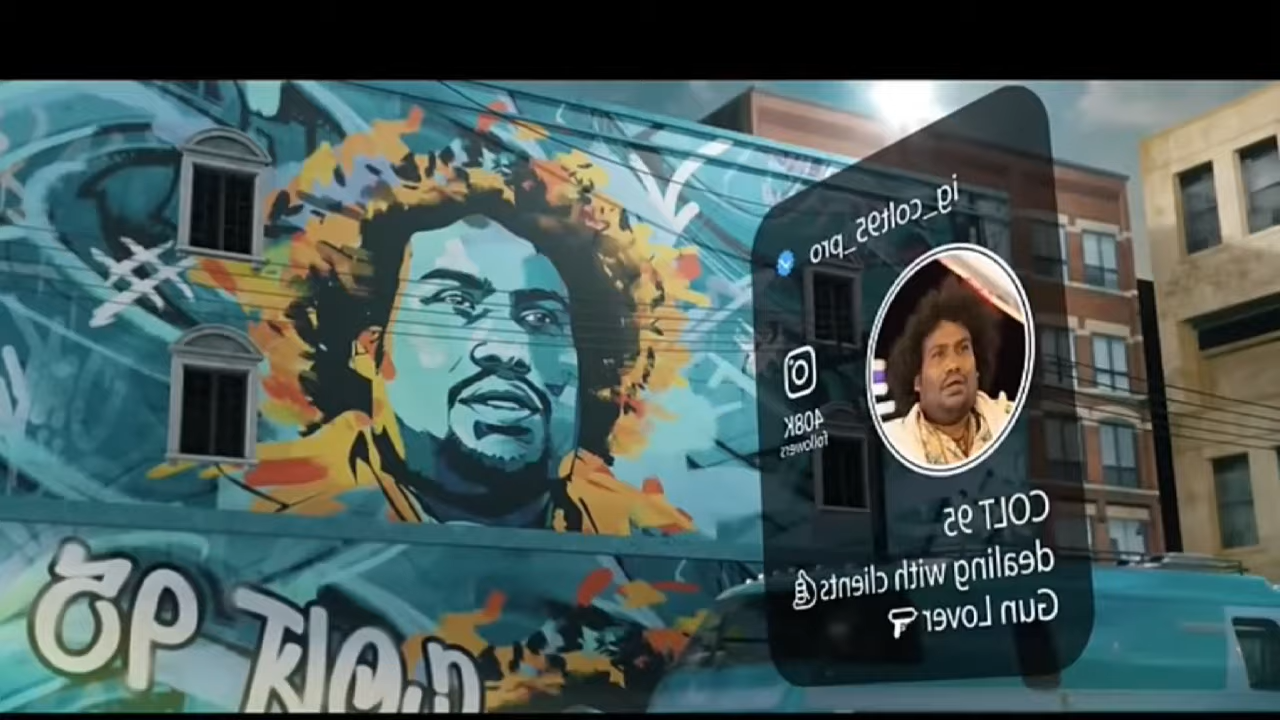 ig_colt95_pro
408K
followers
COLT 95
dealing with clients
Gun Lover
COLT 95